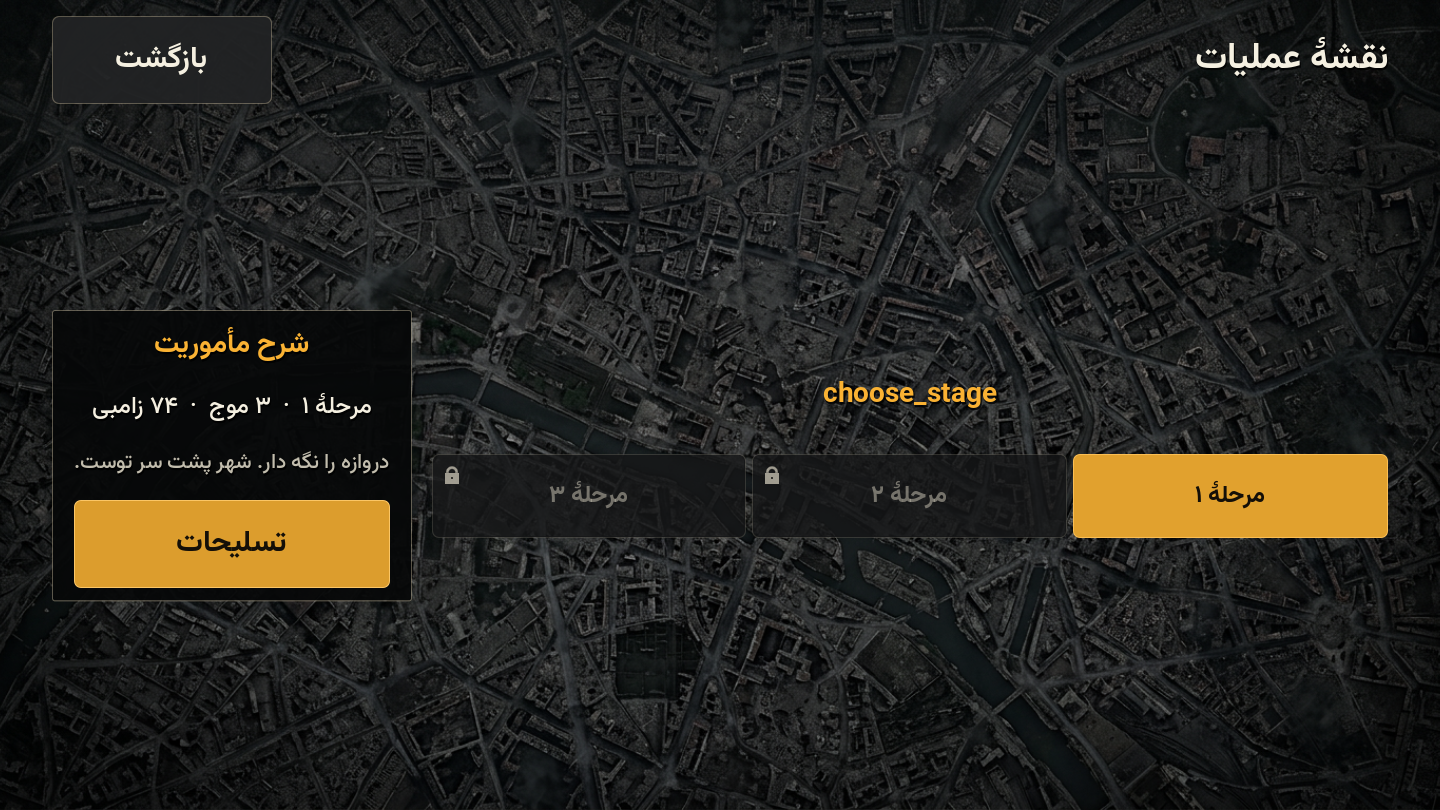 نقشهٔ عملیات
بازگشت
choose_stage
مرحلهٔ ۱
مرحلهٔ ۲
مرحلهٔ ۳
شرح مأموریت
مرحلهٔ ۱ · ۳ موج · ۷۴ زامبی
دروازه را نگه دار. شهر پشت سر توست.
تسلیحات